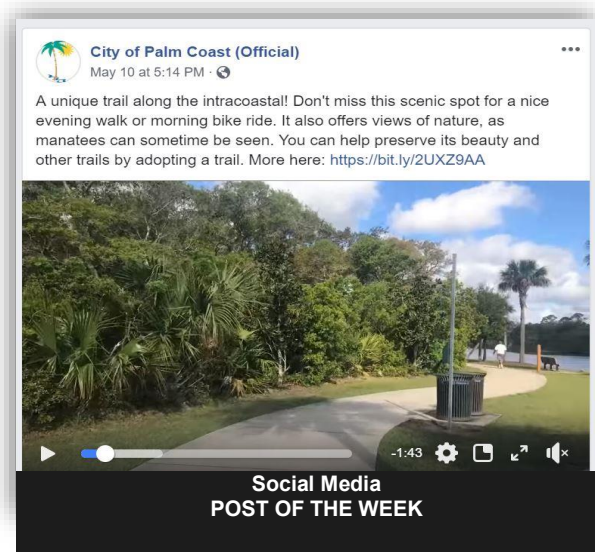 City of Palm Coast (Official)
May 10 at 5:14 PM ·
A unique trail along the intracoastal! Don't miss this scenic spot for a nice
evening walk or morning bike ride. It also offers views of nature, as
manatees can sometime be seen. You can help preserve its beauty and
other trails by adopting a trail. More here: https://bit.ly/2UXZ9AA
-1:43
Social Media
POST OF THE WEEK